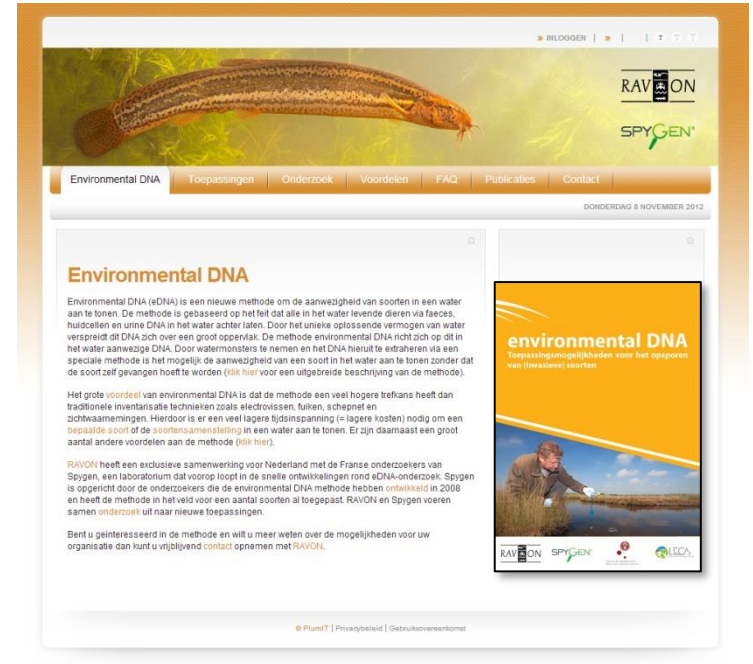 » INLOGGEN | » | | T T T
RAVON
SPYGEN®
Environmental DNA Toepassingen Onderzoek Voordelen FAQ Publicaties Contact
DONDERDAG 8 NOVEMBER 2012
Environmental DNA
Environmental DNA (eDNA) is een nieuwe methode om de aanwezigheid van soorten in een water
aan te tonen. De methode is gebaseerd op het feit dat alle in het water levende dieren via faeces,
huidcellen en urine DNA in het water achter laten. Door het unieke oplossende vermogen van water
verspreidt dit DNA zich over een groot oppervlak. De methode environmental DNA richt zich op dit in
het water aanwezige DNA. Door watermonsters te nemen en het DNA hieruit te extraheren via een
speciale methode is het mogelijk de aanwezigheid van een soort in het water aan te tonen zonder dat
de soort zelf gevangen hoeft te worden (klik hier voor een uitgebreide beschrijving van de methode).
Het grote voordeel van environmental DNA is dat de methode een veel hogere trefkans heeft dan
traditionele inventarisatie technieken zoals electrovissen, fuiken, schepnet en
zichtwaarnemingen. Hierdoor is er een veel lagere tijdsinspanning (= lagere kosten) nodig om een
bepaalde soort of de soortensamenstelling in een water aan te tonen. Er zijn daarnaast een groot
aantal andere voordelen aan de methode (klik hier).
RAVON heeft een exclusieve samenwerking voor Nederland met de Franse onderzoekers van
Spygen, een laboratorium dat voorop loopt in de snelle ontwikkelingen rond eDNA-onderzoek. Spygen
is opgericht door de onderzoekers die de environmental DNA methode hebben ontwikkeld in 2008
en heeft de methode in het veld voor een aantal soorten al toegepast. RAVON en Spygen voeren
samen onderzoek uit naar nieuwe toepassingen.
Bent u geinteresseerd in de methode en wilt u meer weten over de mogelijkheden voor uw
organisatie dan kunt u vrijblijvend contact opnemen met RAVON.
environmental DNA
Toepassingsmogelijkheden voor het opsporen
van (invasieve) soorten
RAVON SPYGEN® LECA
© PlumIT | Privacybeleid | Gebruiksovereenkomst